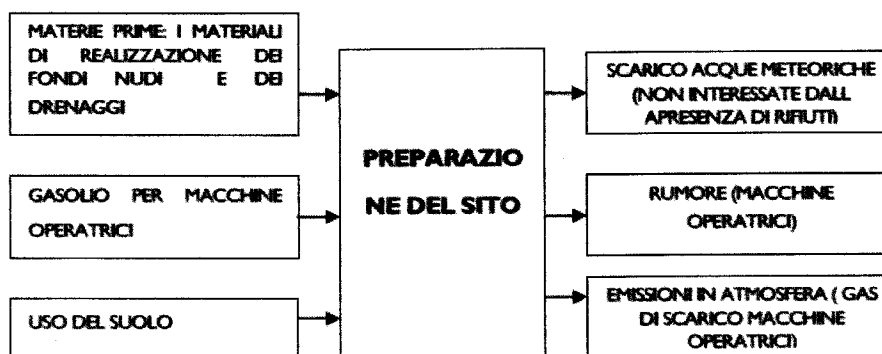 MATERIE PRIME: I MATERIALI
DI REALIZZAZIONE DEI
FONDI NUDI E DEI
DRENAGGI
GASOLIO PER MACCHINE
OPERATRICI
USO DEL SUOLO
PREPARAZIO
NE DEL SITO
SCARICO ACQUE METEORICHE
(NON INTERESSATE DALL
APRESENZA DI RIFIUTI)
RUMORE (MACCHINE
OPERATRICI)
EMISSIONI IN ATMOSFERA ( GAS
DI SCARICO MACCHINE
OPERATRICI)